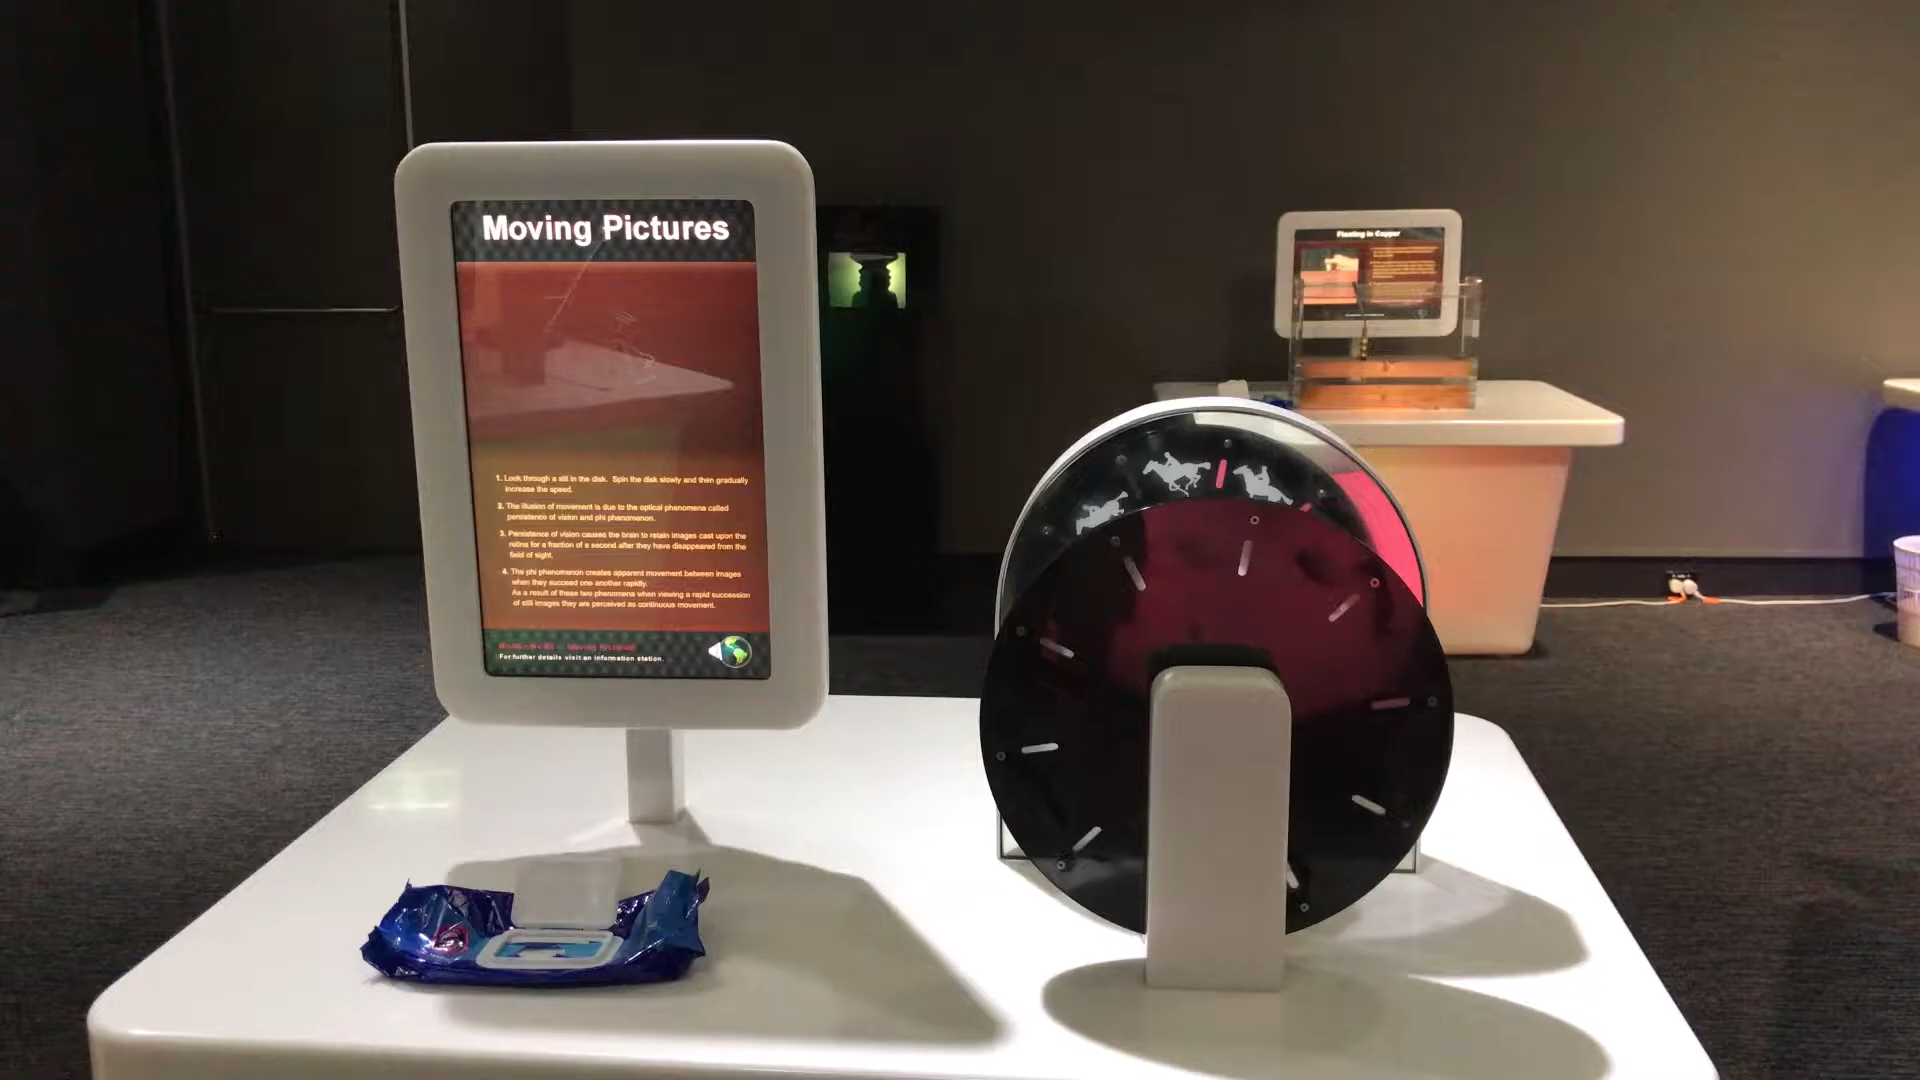 Moving Pictures
1. Look through a slit in the disk. Spin the disk slowly and then gradually
increase the speed.
2. The illusion of movement is due to the optical phenomena called
persistence of vision and phi phenomenon.
3. Persistence of vision causes the brain to retain images cast upon the
retina for a fraction of a second after they have disappeared from the
field of sight.
4. The phi phenomenon creates apparent movement between images
when they succeed one another rapidly.
As a result of these two phenomena when viewing a rapid succession
of still images they are perceived as continuous movement.
Moving Pictures
For further details visit an information station.
Floating in Copper